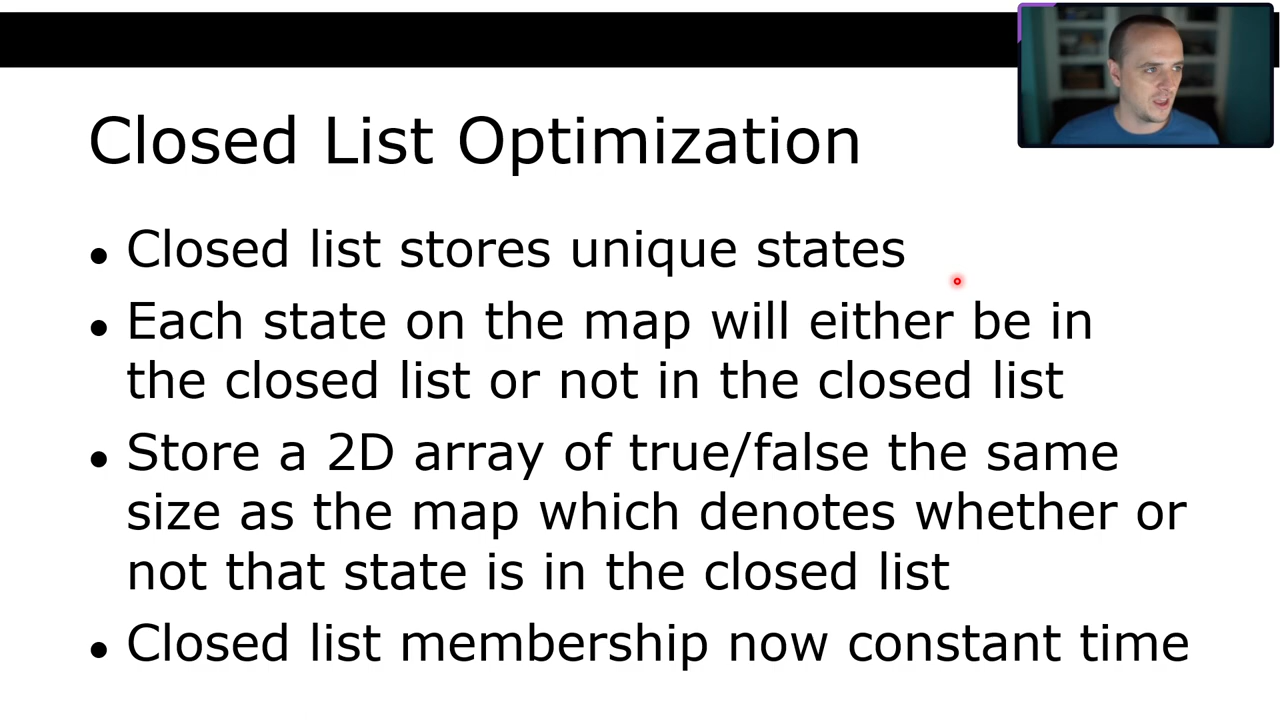 Closed List Optimization
• Closed list stores unique states
• Each state on the map will either be in
the closed list or not in the closed list
• Store a 2D array of true/false the same
size as the map which denotes whether or
not that state is in the closed list
• Closed list membership now constant time